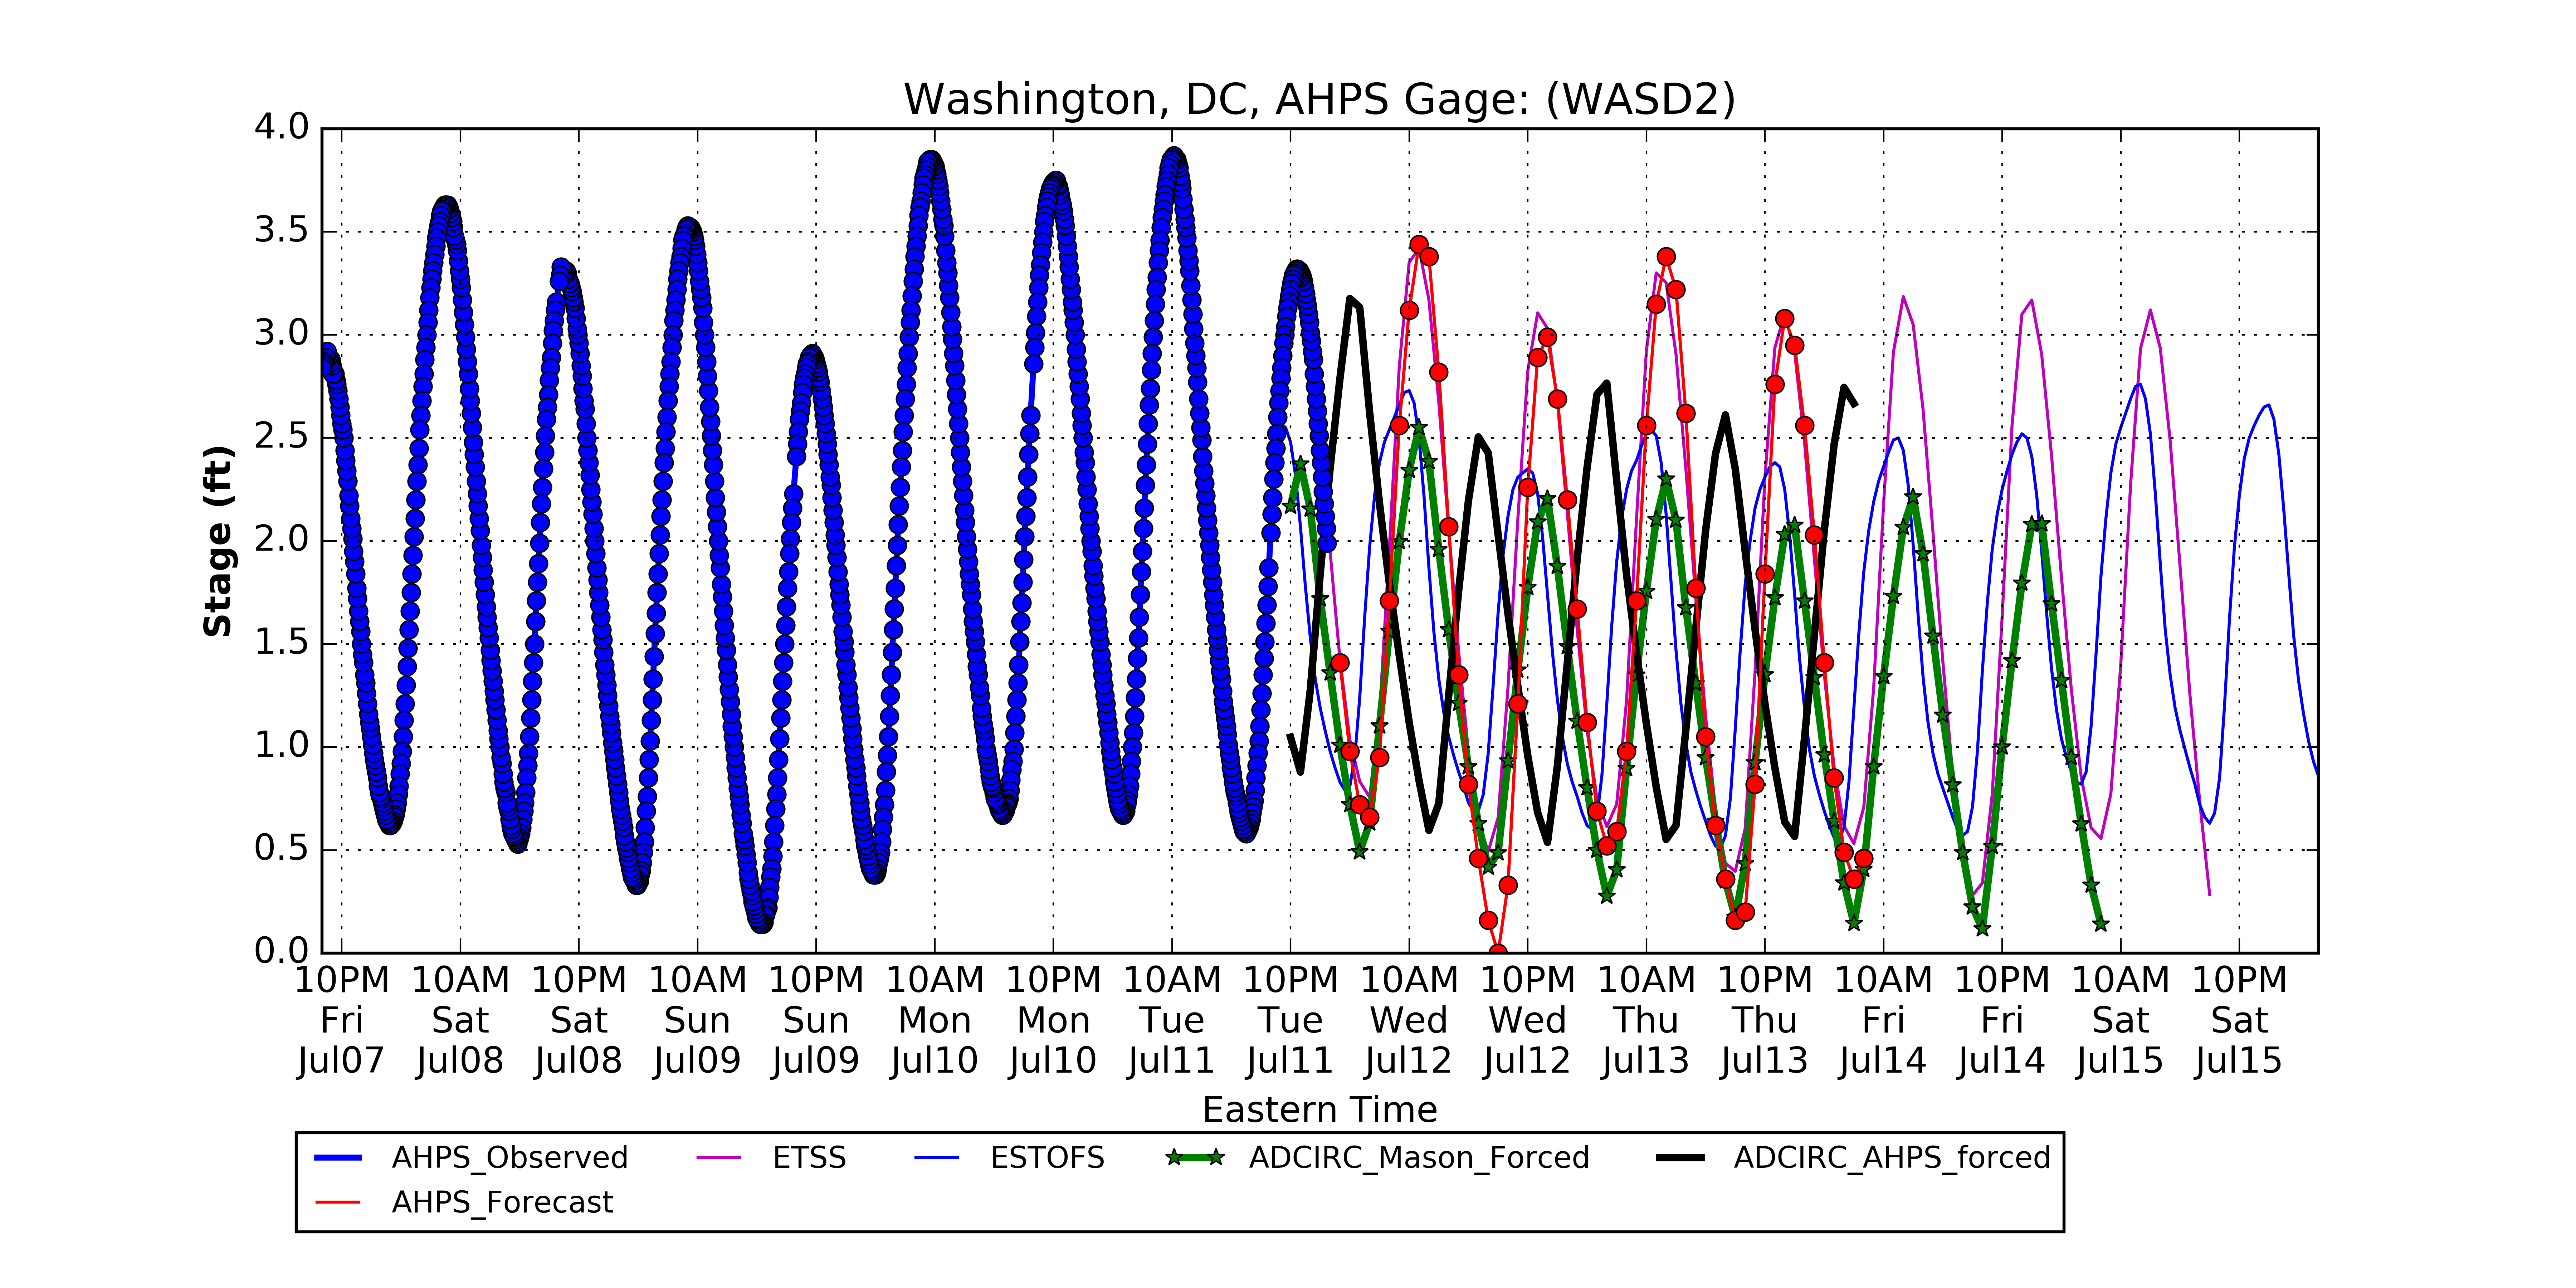 Washington, DC, AHPS Gage: (WASD2)
Stage (ft)
4.0
3.5
3.0
2.5
2.0
1.5
1.0
0.5
0.0
10PM 10AM 10PM 10AM 10PM 10AM 10PM 10AM 10PM 10AM 10PM 10AM 10PM 10AM 10PM 10AM 10PM
Fri Sat Sat Sun Sun Mon Mon Tue Tue Wed Wed Thu Thu Fri Fri Sat Sat
Jul07 Jul08 Jul08 Jul09 Jul09 Jul10 Jul10 Jul11 Jul11 Jul12 Jul12 Jul13 Jul13 Jul14 Jul14 Jul15 Jul15
Eastern Time
AHPS_Observed ETSS ESTOFS ADCIRC_Mason_Forced ADCIRC_AHPS_forced
AHPS_Forecast